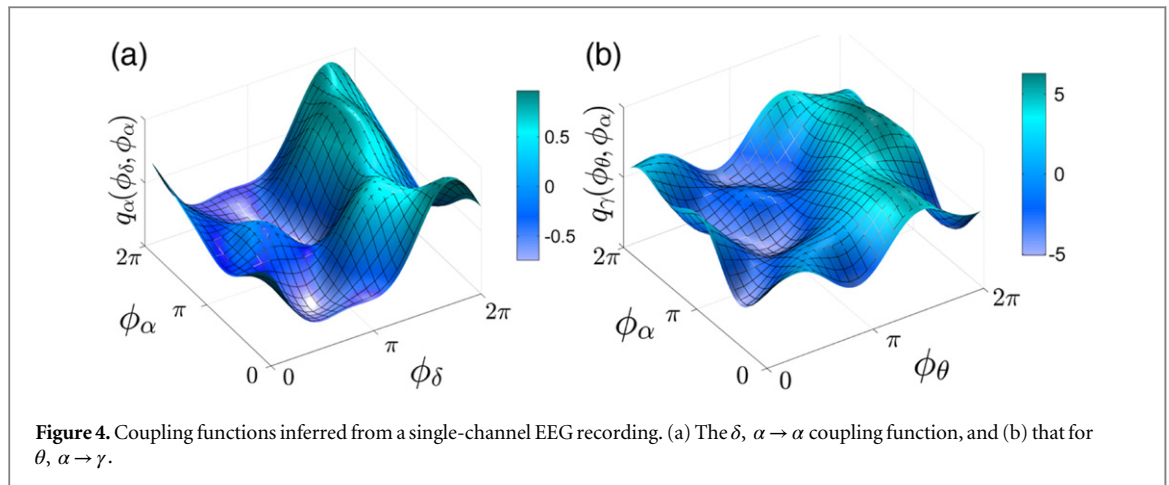 (a)
q_α(ϕ_δ, ϕ_α)
2π
π
0
ϕ_α
0
π
2π
ϕ_δ
0.5
0
-0.5
(b)
q_γ(ϕ_θ, ϕ_α)
2π
π
0
ϕ_α
0
π
2π
ϕ_θ
5
0
-5
Figure 4. Coupling functions inferred from a single-channel EEG recording. (a) The δ, α → α coupling function, and (b) that for
θ, α → γ.